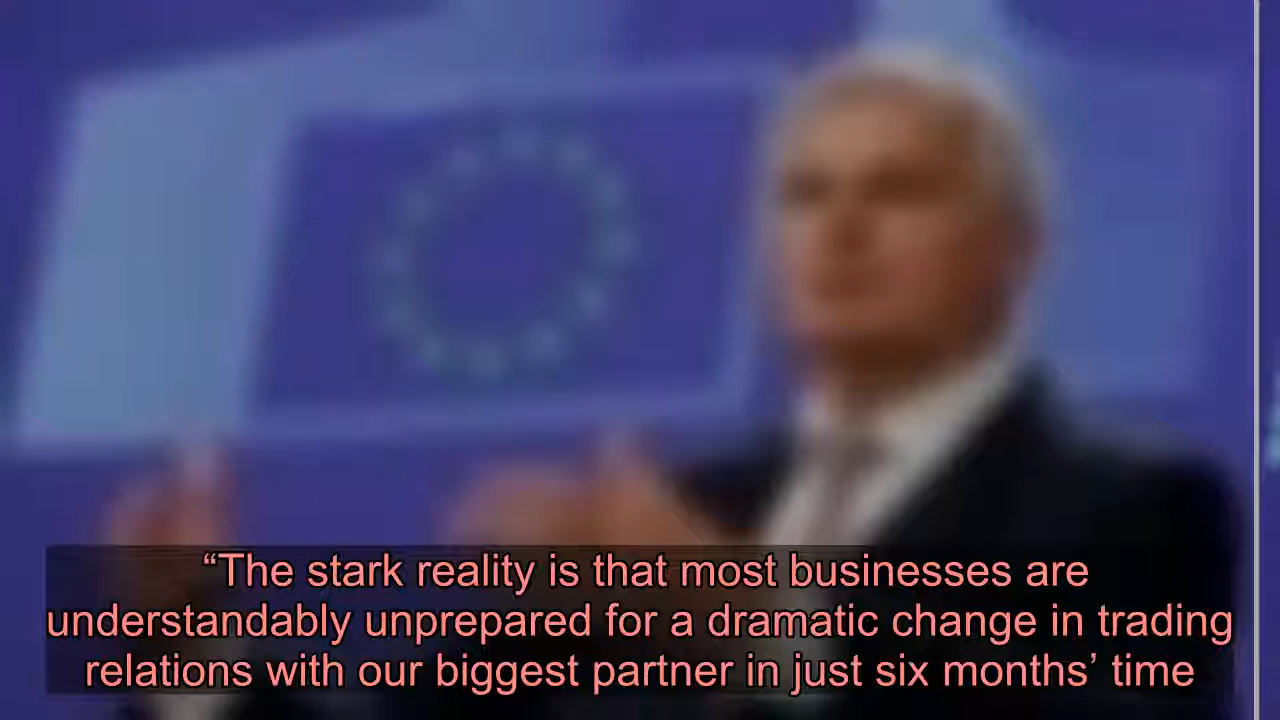 “The stark reality is that most businesses are
understandably unprepared for a dramatic change in trading
relations with our biggest partner in just six months’ time